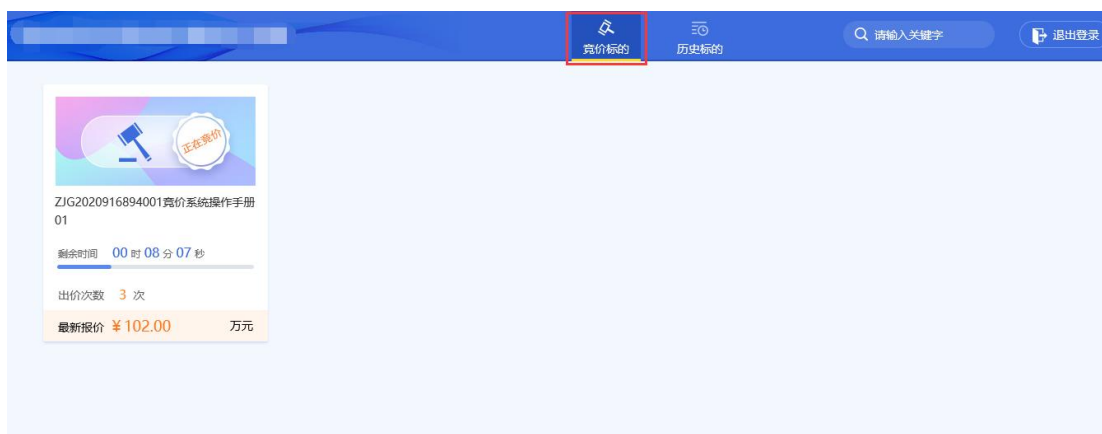 竞价标的
历史标的
请输入关键字
退出登录
正在竞价
ZJG2020916894001竞价系统操作手册
01
剩余时间 00 时 08 分 07 秒
出价次数 3 次
最新报价 ¥102.00 万元